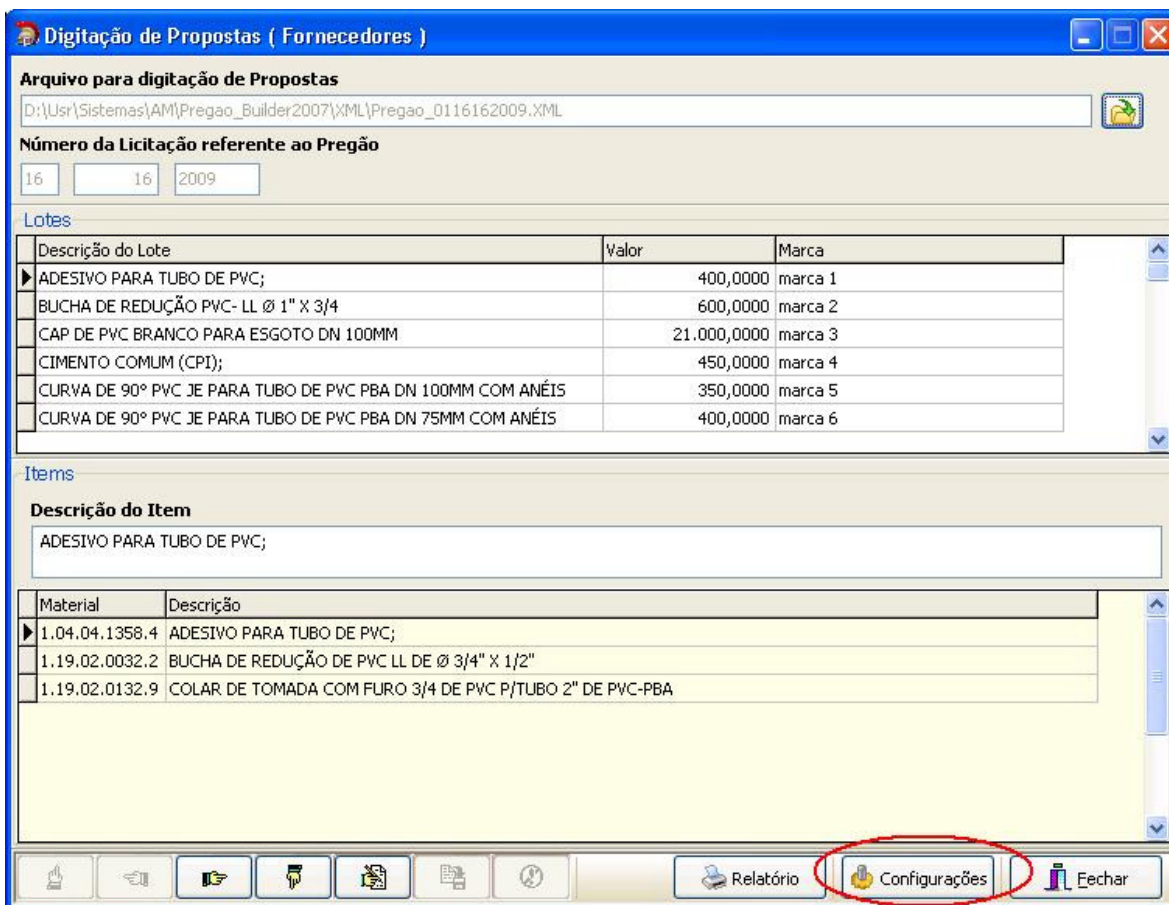 Digitação de Propostas ( Fornecedores )
Arquivo para digitação de Propostas
D:\Usr\Sistemas\AM\Pregao_Builder2007\XML\Pregao_0116162009.XML
Número da Licitação referente ao Pregão
16 16 2009
Lotes
Descrição do Lote Valor Marca
ADESIVO PARA TUBO DE PVC; 400,0000 marca 1
BUCHA DE REDUÇÃO PVC- LL Ø 1" X 3/4 600,0000 marca 2
CAP DE PVC BRANCO PARA ESGOTO DN 100MM 21.000,0000 marca 3
CIMENTO COMUM (CPI); 450,0000 marca 4
CURVA DE 90º PVC JE PARA TUBO DE PVC PBA DN 100MM COM ANÉIS 350,0000 marca 5
CURVA DE 90º PVC JE PARA TUBO DE PVC PBA DN 75MM COM ANÉIS 400,0000 marca 6
Items
Descrição do Item
ADESIVO PARA TUBO DE PVC;
Material Descrição
1.04.04.1358.4 ADESIVO PARA TUBO DE PVC;
1.19.02.0032.2 BUCHA DE REDUÇÃO DE PVC LL DE Ø 3/4" X 1/2"
1.19.02.0132.9 COLAR DE TOMADA COM FURO 3/4 DE PVC P/TUBO 2" DE PVC-PBA
Relatório Configurações Fechar